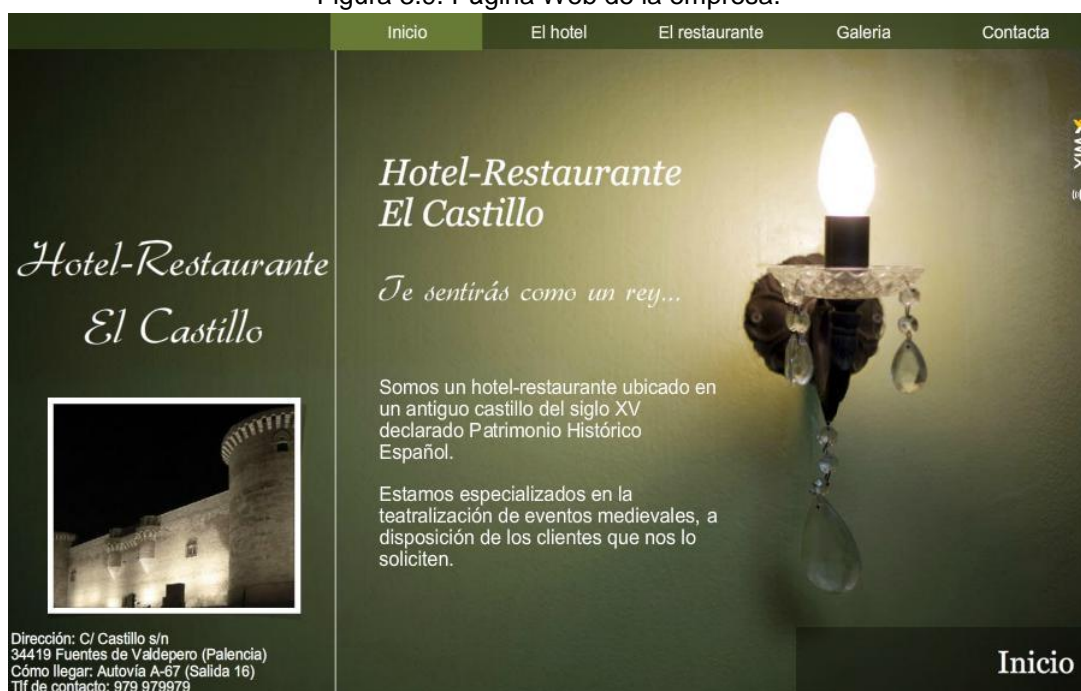 Figura 8.9. Página Web de la empresa.
Inicio
El hotel
El restaurante
Galeria
Contacta
WIX
Hotel-Restaurante
El Castillo
Te sentirás como un rey...
Somos un hotel-restaurante ubicado en
un antiguo castillo del siglo XV
declarado Patrimonio Histórico
Español.
Estamos especializados en la
teatralización de eventos medievales, a
disposición de los clientes que nos lo
soliciten.
Hotel-Restaurante
El Castillo
Dirección: C/ Castillo s/n
34419 Fuentes de Valdepero (Palencia)
Cómo llegar: Autovía A-67 (Salida 16)
Tlf de contacto: 979 979979
Inicio